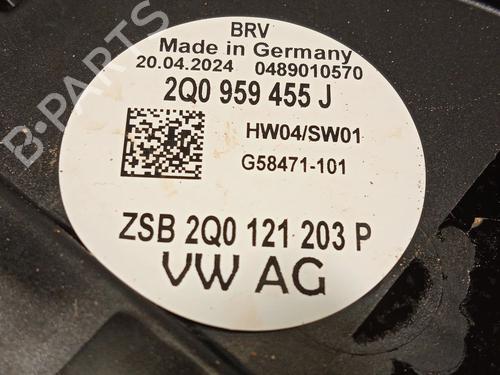 BRV
Made in Germany
20.04.2024 0489010570
2Q0 959 455 J
HW04/SW01
G58471-101
ZSB 2Q0 121 203 P
VW AG
B-PARTS